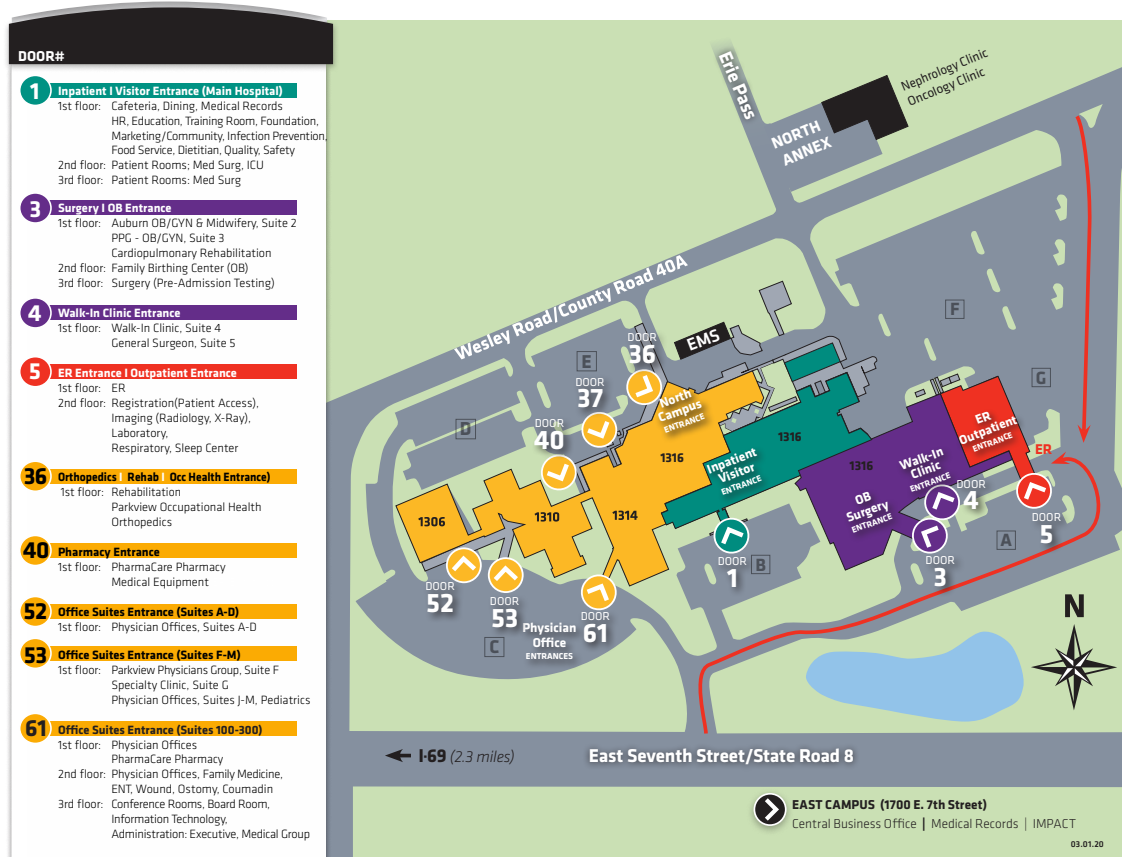 DOOR#
1 Inpatient I Visitor Entrance (Main Hospital)
1st floor: Cafeteria, Dining, Medical Records
HR, Education, Training Room, Foundation,
Marketing/Community, Infection Prevention,
Food Service, Dietitian, Quality, Safety
2nd floor: Patient Rooms; Med Surg, ICU
3rd floor: Patient Rooms: Med Surg
3 Surgery I OB Entrance
1st floor: Auburn OB/GYN & Midwifery, Suite 2
PPG - OB/GYN, Suite 3
Cardiopulmonary Rehabilitation
2nd floor: Family Birthing Center (OB)
3rd floor: Surgery (Pre-Admission Testing)
4 Walk-In Clinic Entrance
1st floor: Walk-In Clinic, Suite 4
General Surgeon, Suite 5
5 ER Entrance I Outpatient Entrance
1st floor: ER
2nd floor: Registration(Patient Access),
Imaging (Radiology, X-Ray),
Laboratory,
Respiratory, Sleep Center
36 Orthopedics | Rehab | Occ Health Entrance)
1st floor: Rehabilitation
Parkview Occupational Health
Orthopedics
40 Pharmacy Entrance
1st floor: PharmaCare Pharmacy
Medical Equipment
52 Office Suites Entrance (Suites A-D)
1st floor: Physician Offices, Suites A-D
53 Office Suites Entrance (Suites F-M)
1st floor: Parkview Physicians Group, Suite F
Specialty Clinic, Suite G
Physician Offices, Suites J-M, Pediatrics
61 Office Suites Entrance (Suites 100-300)
1st floor: Physician Offices
PharmaCare Pharmacy
2nd floor: Physician Offices, Family Medicine,
ENT, Wound, Ostomy, Coumadin
3rd floor: Conference Rooms, Board Room,
Information Technology,
Administration: Executive, Medical Group
Erie Pass
Nephrology Clinic
Oncology Clinic
NORTH
ANNEX
Wesley Road/County Road 40A
EMS
F
E
G
D
DOOR
36
DOOR
37
DOOR
40
North
Campus
ENTRANCE
1316
1316
1316
Inpatient
Visitor
ENTRANCE
ER
Outpatient
ENTRANCE
ER
Walk-In
Clinic
ENTRANCE
OB
Surgery
ENTRANCE
1306
1310
1314
DOOR
4
DOOR
5
DOOR
3
DOOR
1
A
B
C
DOOR
52
DOOR
53
DOOR
61
Physician
Office
ENTRANCES
N
I-69 (2.3 miles)
East Seventh Street/State Road 8
EAST CAMPUS (1700 E. 7th Street)
Central Business Office | Medical Records | IMPACT
03.01.20